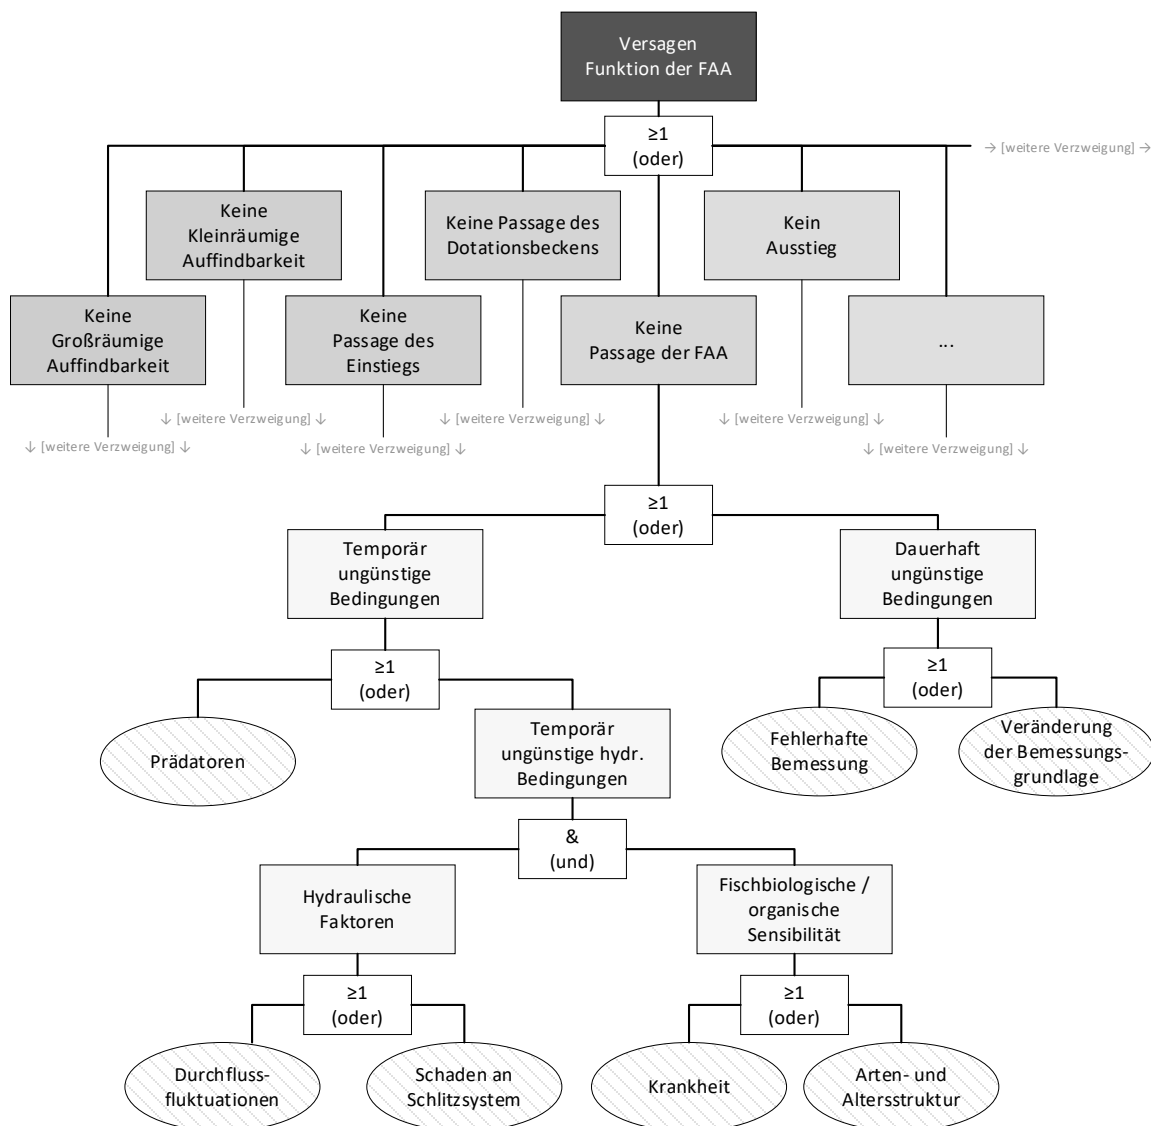 Versagen
Funktion der FAA
≥1
(oder)
→ [weitere Verzweigung] →
Keine
Kleinräumige
Auffindbarkeit
Keine Passage des
Dotationsbeckens
Kein
Ausstieg
Keine
Großräumige
Auffindbarkeit
Keine
Passage des
Einstiegs
Keine
Passage der FAA
...
↓ [weitere Verzweigung] ↓
↓ [weitere Verzweigung] ↓
↓ [weitere Verzweigung] ↓
↓ [weitere Verzweigung] ↓
↓ [weitere Verzweigung] ↓
↓ [weitere Verzweigung] ↓
≥1
(oder)
Temporär
ungünstige
Bedingungen
Dauerhaft
ungünstige
Bedingungen
≥1
(oder)
≥1
(oder)
Prädatoren
Temporär
ungünstige hydr.
Bedingungen
Fehlerhafte
Bemessung
Veränderung
der Bemessungs-
grundlage
&
(und)
Hydraulische
Faktoren
Fischbiologische /
organische
Sensibilität
≥1
(oder)
≥1
(oder)
Durchfluss-
fluktuationen
Schaden an
Schlitzsystem
Krankheit
Arten- und
Altersstruktur